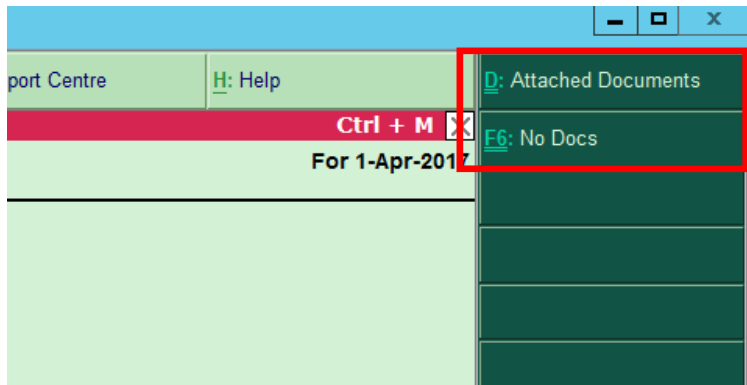 port Centre
H: Help
D: Attached Documents
Ctrl + M
F6: No Docs
For 1-Apr-2017